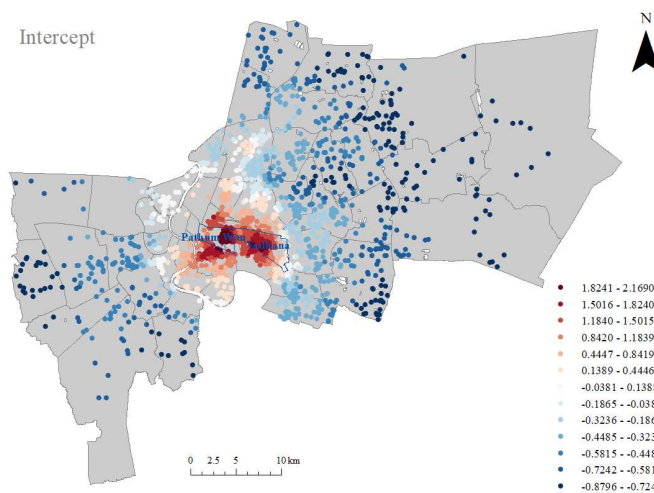 Intercept
N
Pathum Wan
Watthana
1.8241 - 2.1690
1.5016 - 1.8240
1.1840 - 1.5015
0.8420 - 1.1839
0.4447 - 0.8419
0.1389 - 0.4446
-0.0381 - 0.1388
-0.1865 - -0.038
-0.3236 - -0.186
-0.4485 - -0.323
-0.5815 - -0.448
-0.7242 - -0.581
-0.8796 - -0.724
0 2.5 5 10 km